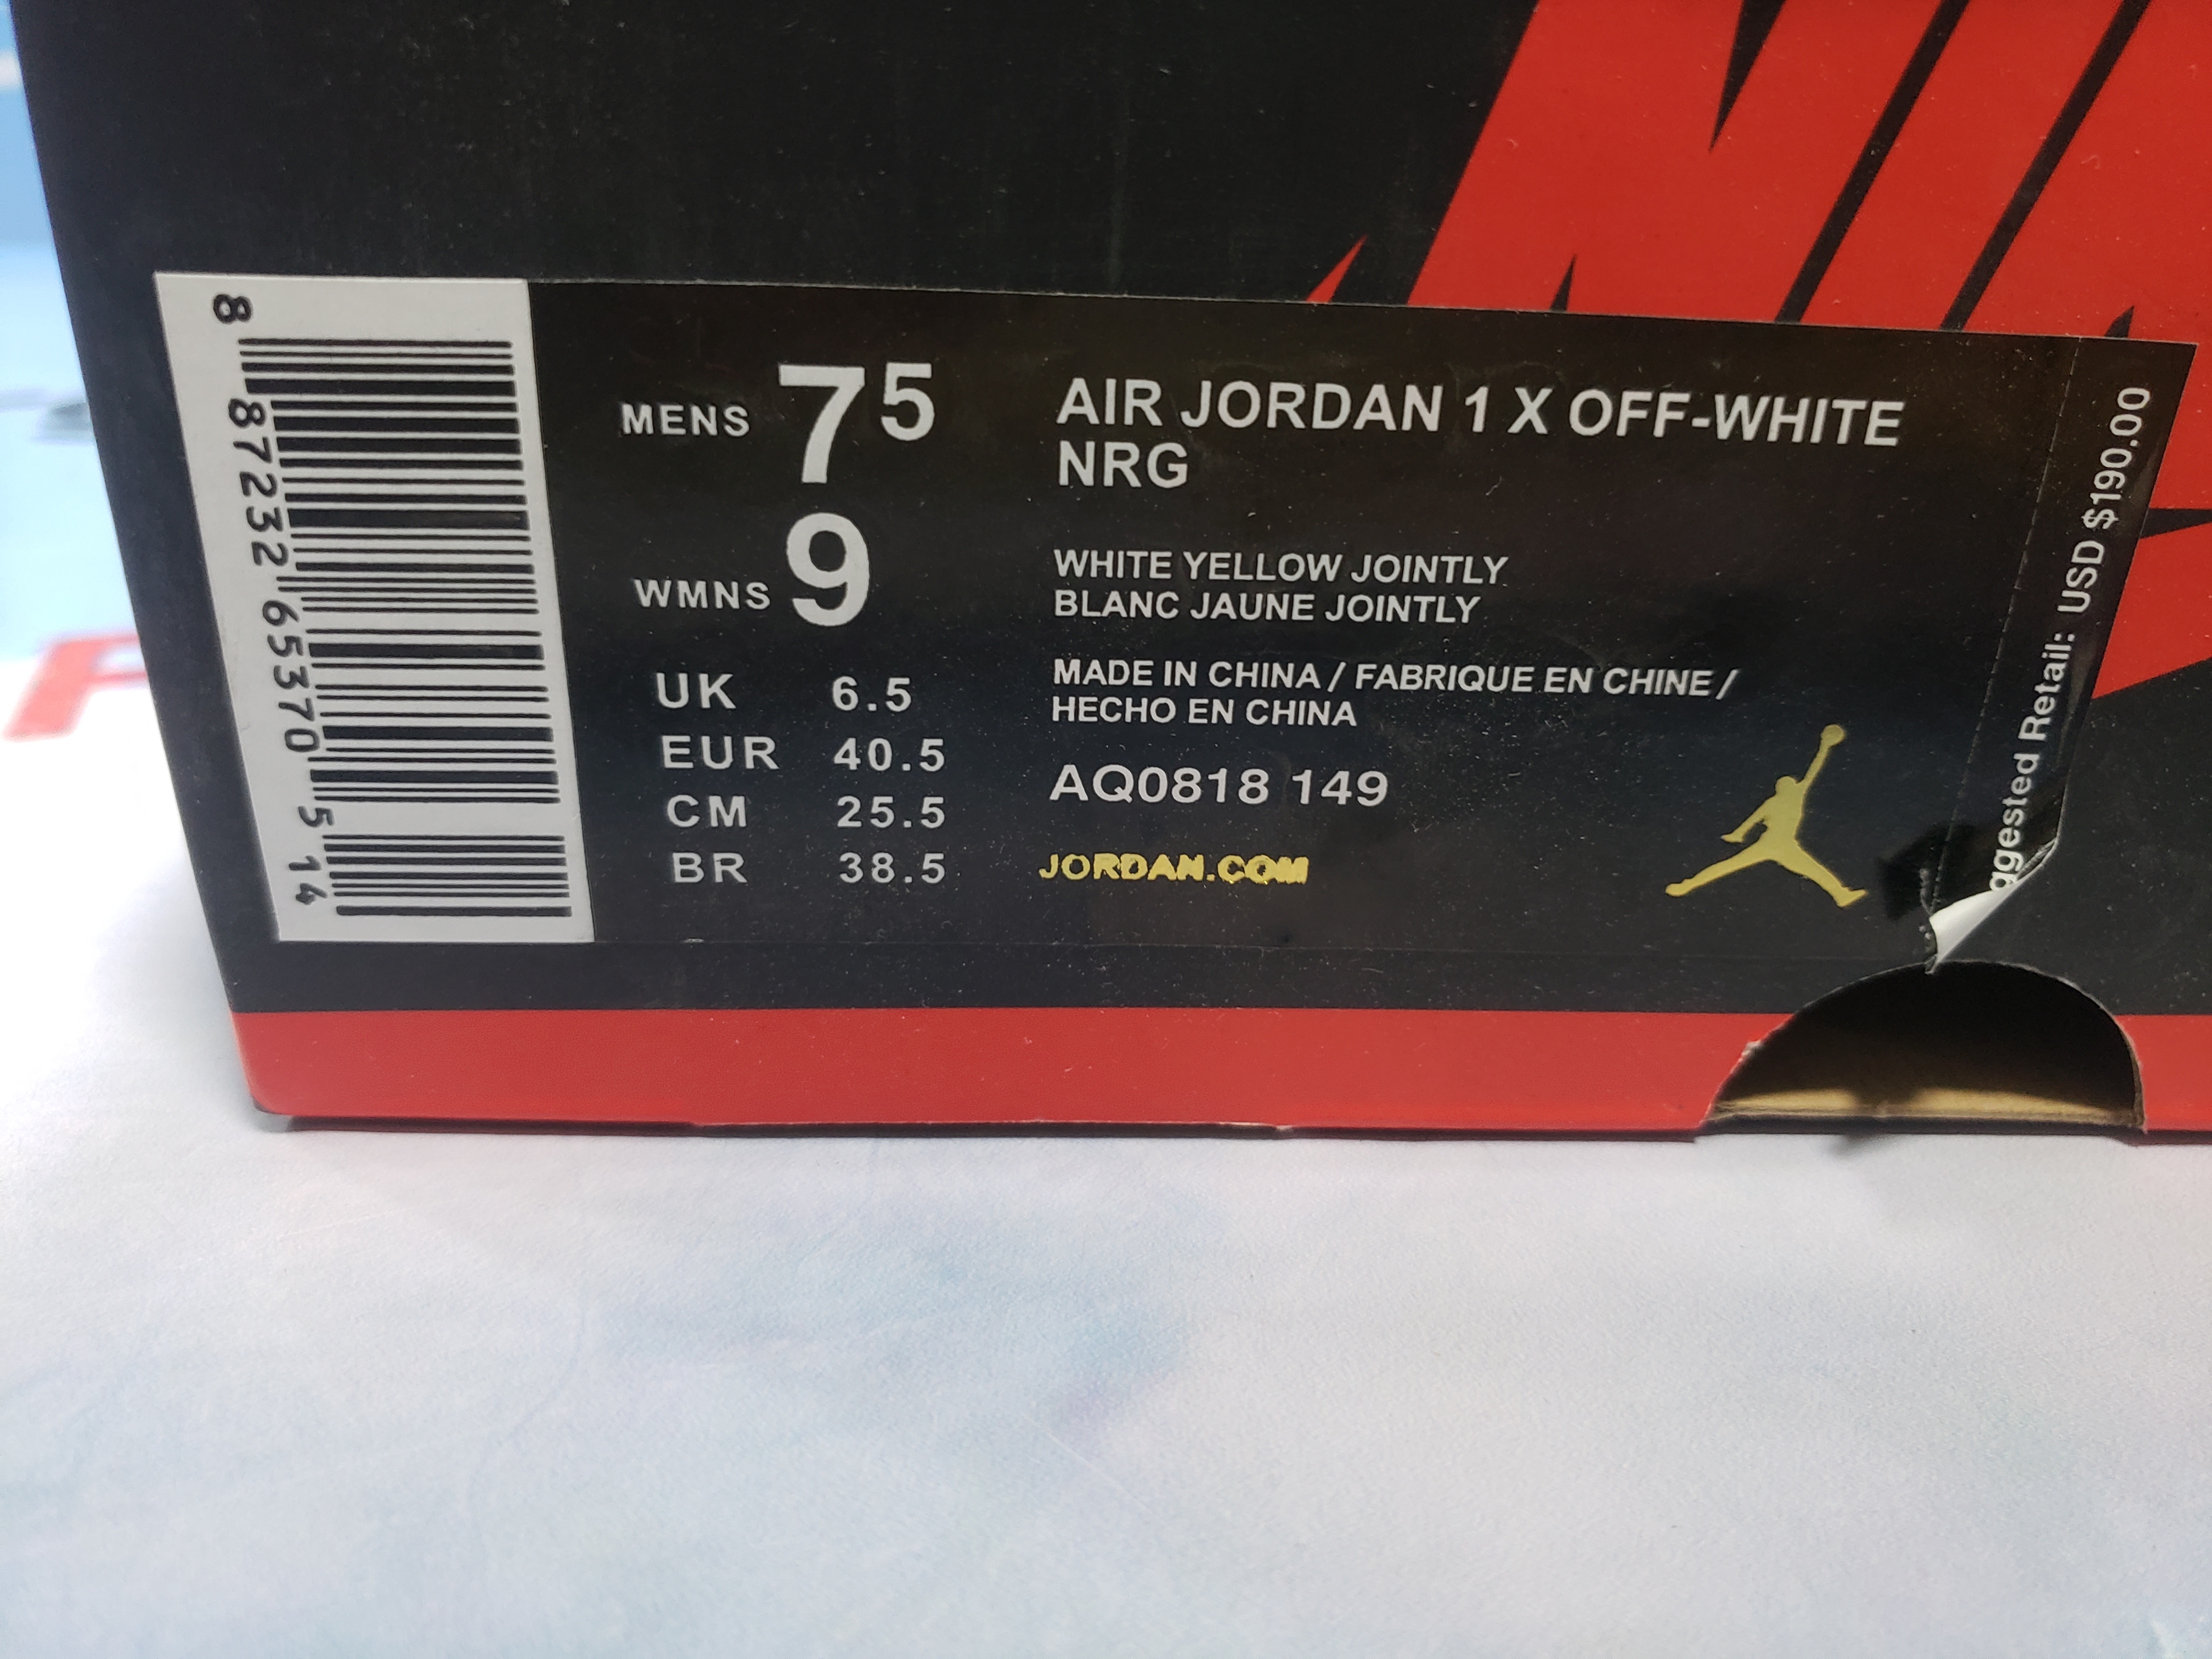 8 87232 65370 5 14
MENS 7 5
WMNS 9
UK 6.5
EUR 40.5
CM 25.5
BR 38.5
AIR JORDAN 1 X OFF-WHITE
NRG
WHITE YELLOW JOINTLY
BLANC JAUNE JOINTLY
MADE IN CHINA / FABRIQUE EN CHINE /
HECHO EN CHINA
AQ0818 149
JORDAN.COM
ggested Retail: USD $190.00